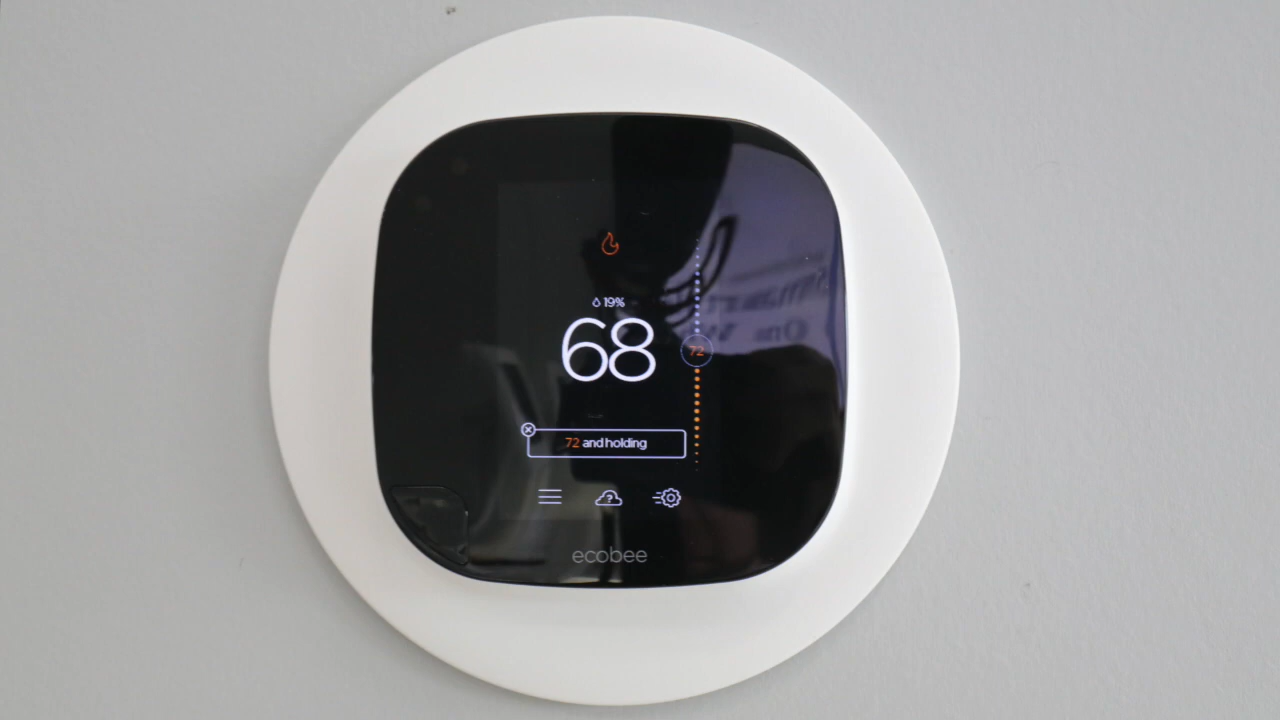 19%
68
72
72 and holding
?
ecobee